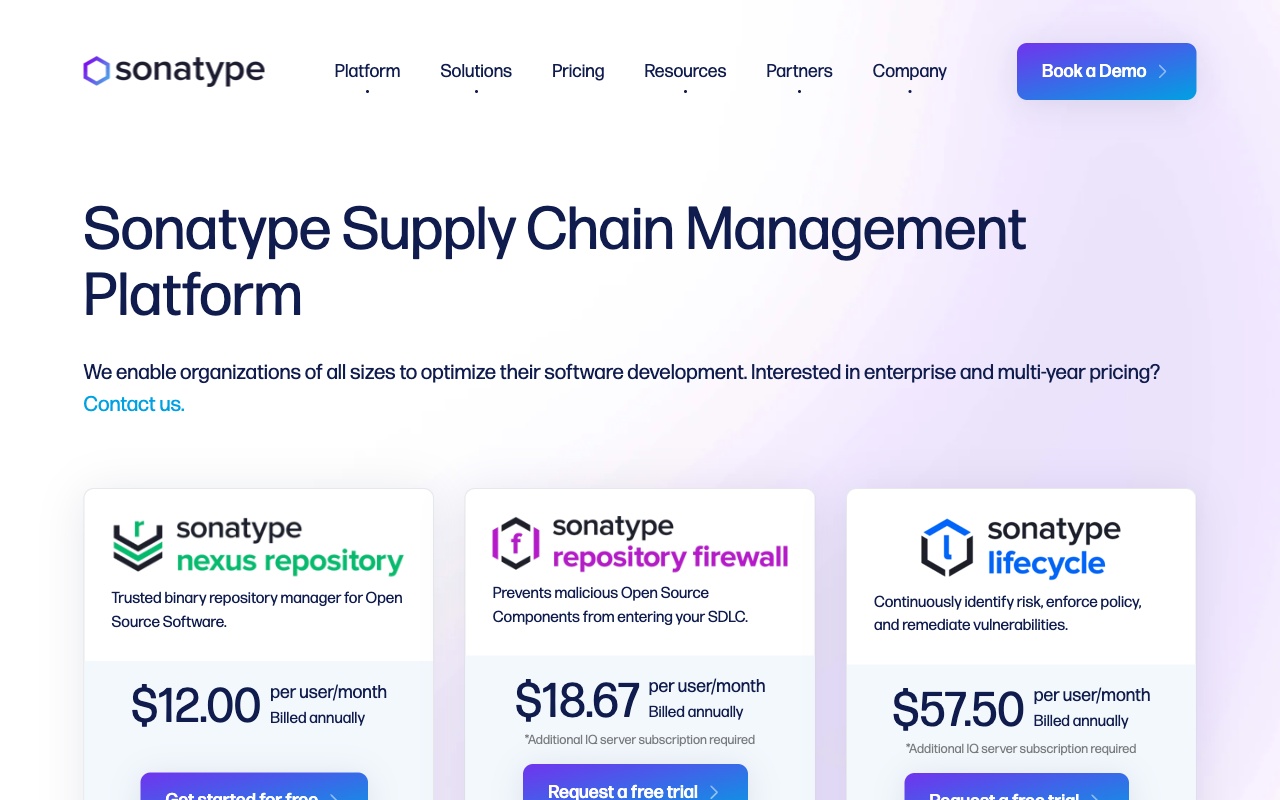 sonatype
Platform
Solutions
Pricing
Resources
Partners
Company
Book a Demo
Sonatype Supply Chain Management
Platform
We enable organizations of all sizes to optimize their software development. Interested in enterprise and multi-year pricing?
Contact us.
r
sonatype
nexus repository
Trusted binary repository manager for Open
Source Software.
$12.00
per user/month
Billed annually
Get started for free
f
sonatype
repository firewall
Prevents malicious Open Source
Components from entering your SDLC.
$18.67
per user/month
Billed annually
*Additional IQ server subscription required
Request a free trial
l
sonatype
lifecycle
Continuously identify risk, enforce policy,
and remediate vulnerabilities.
$57.50
per user/month
Billed annually
*Additional IQ server subscription required
Request a free trial